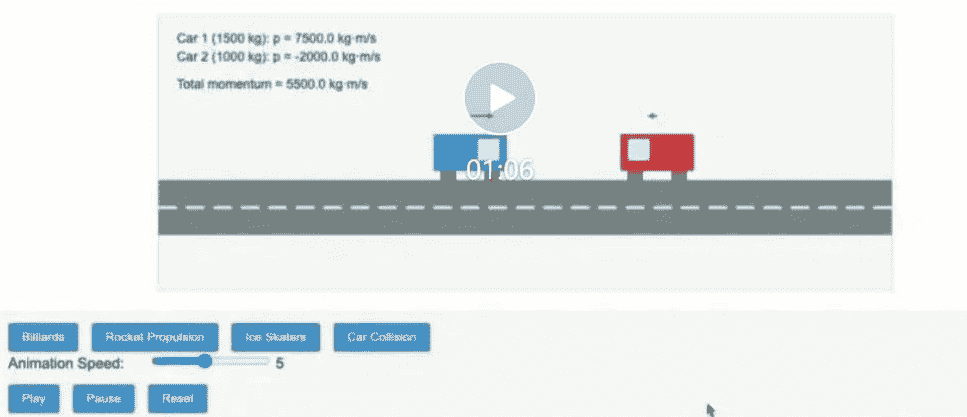 Car 1 (1500 kg): p = 7500.0 kg·m/s
Car 2 (1000 kg): p = -2000.0 kg·m/s
Total momentum = 5500.0 kg·m/s
01:06
Billiards Rocket Propulsion Ice Skaters Car Collision
Animation Speed: 5
Play Pause Reset